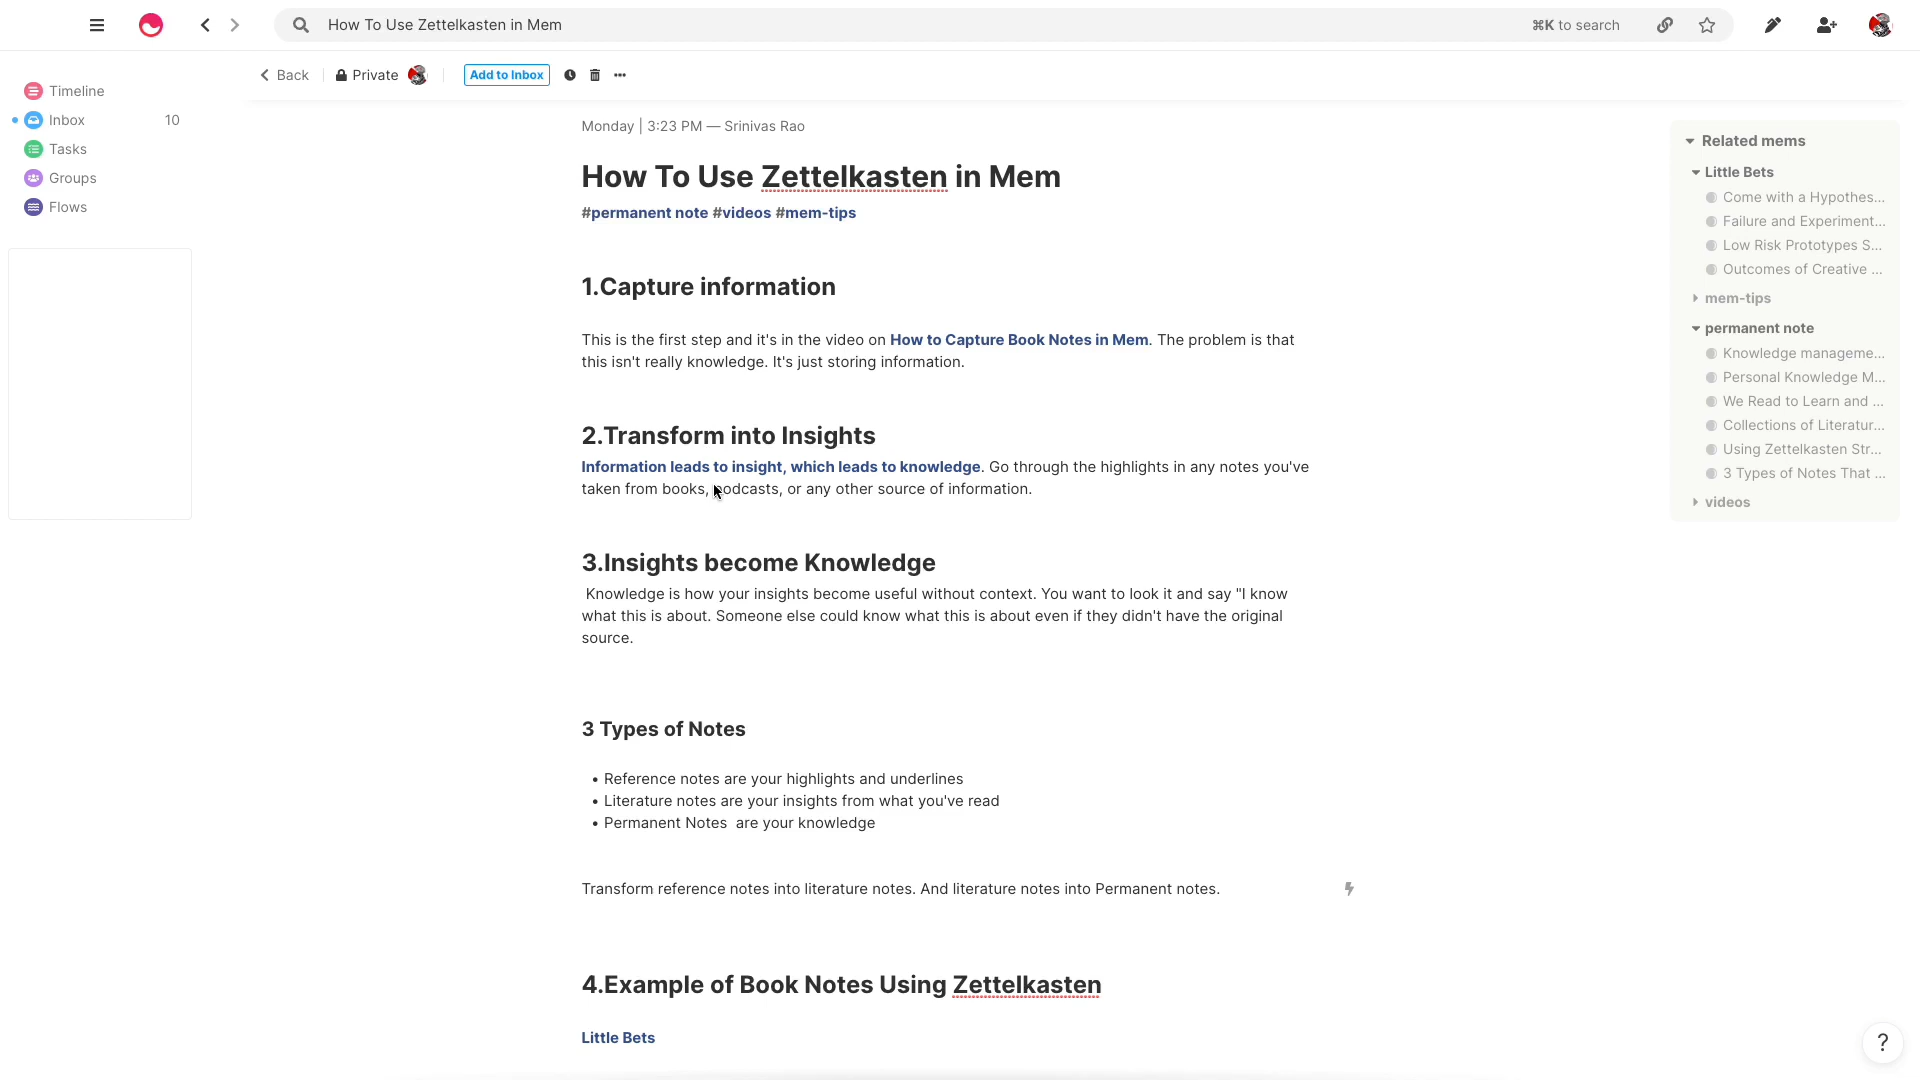 How To Use Zettelkasten in Mem
⌘K to search
Back
Private
Add to Inbox
Timeline
Inbox 10
Tasks
Groups
Flows
Monday | 3:23 PM — Srinivas Rao
How To Use Zettelkasten in Mem
#permanent note #videos #mem-tips
1.Capture information
This is the first step and it's in the video on How to Capture Book Notes in Mem. The problem is that
this isn't really knowledge. It's just storing information.
2.Transform into Insights
Information leads to insight, which leads to knowledge. Go through the highlights in any notes you've
taken from books, podcasts, or any other source of information.
3.Insights become Knowledge
Knowledge is how your insights become useful without context. You want to look it and say "I know
what this is about. Someone else could know what this is about even if they didn't have the original
source.
3 Types of Notes
• Reference notes are your highlights and underlines
• Literature notes are your insights from what you've read
• Permanent Notes  are your knowledge
Transform reference notes into literature notes. And literature notes into Permanent notes.
4.Example of Book Notes Using Zettelkasten
Little Bets
Related mems
Little Bets
Come with a Hypothes...
Failure and Experiment...
Low Risk Prototypes S...
Outcomes of Creative ...
mem-tips
permanent note
Knowledge manageme...
Personal Knowledge M...
We Read to Learn and ...
Collections of Literatur...
Using Zettelkasten Str...
3 Types of Notes That ...
videos
?